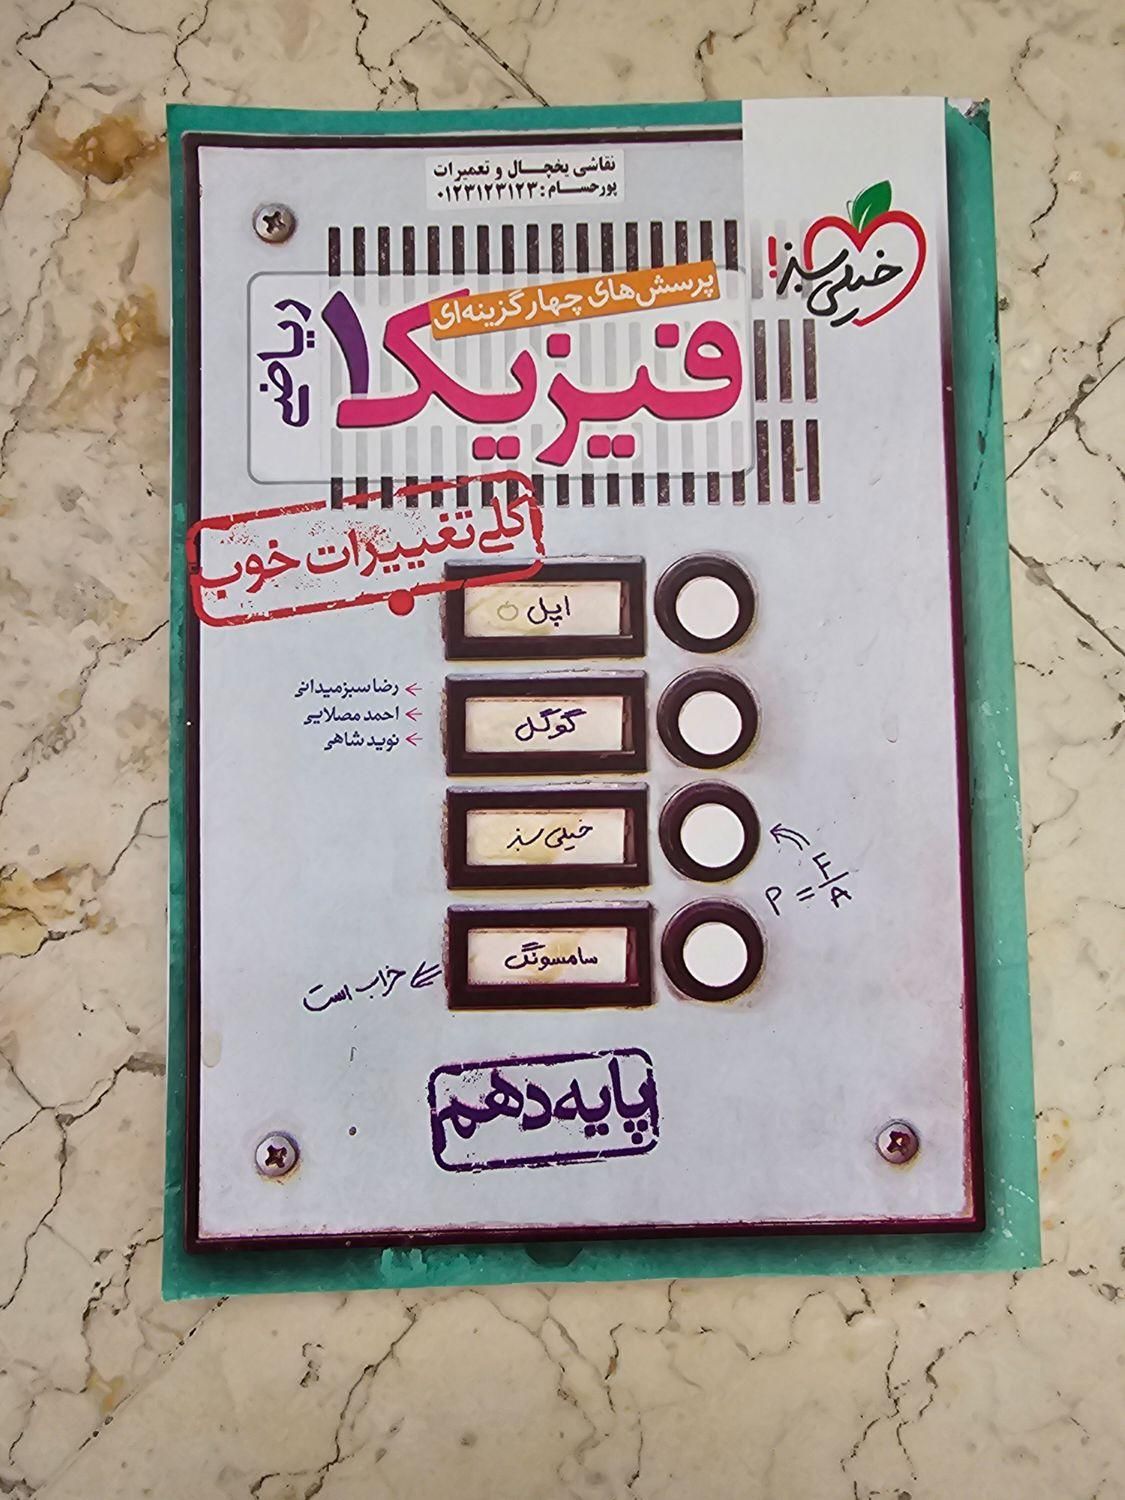 نقاشی یخچال و تعمیرات
پورحسام: ۰۱۲۳۱۲۳۱۲۳
خیلی سبز!
پرسش‌های چهارگزینه‌ای
فیزیک ۱
ریاضی
کلی تغییرات خوب
اپل
رضا سبزمیدانی
احمد مصلایی
نوید شاهی
گوگل
خیلی سبز
P = F/A
سامسونگ
خراب است
پایه دهم